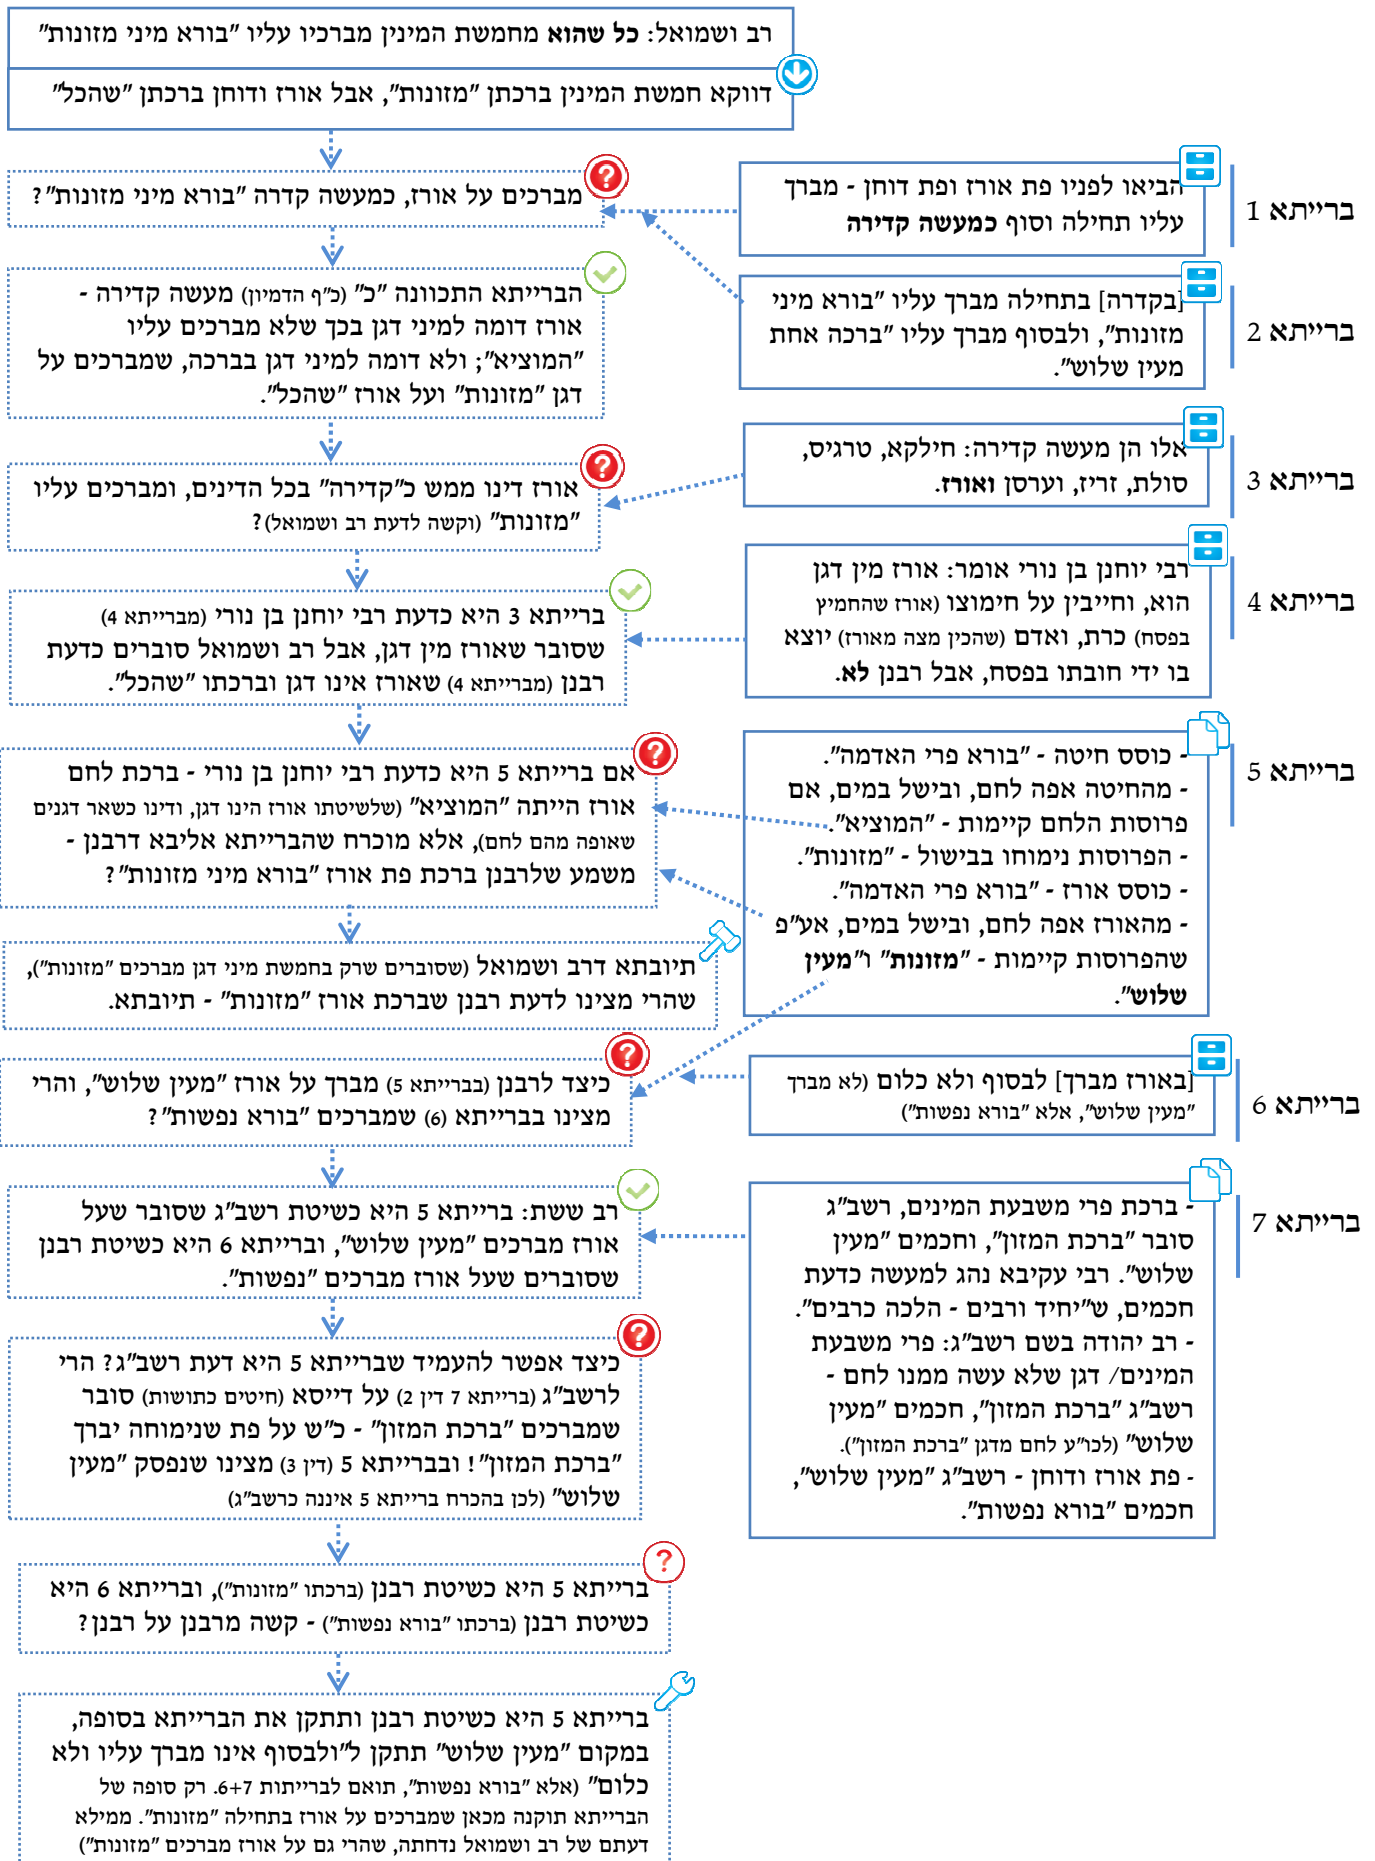 רב ושמואל: כל שהוא מחמשת המינין מברכיו עליו "בורא מיני מזונות"
דווקא חמשת המינין ברכתן "מזונות", אבל אורז ודוחן ברכתן "שהכל"
ברייתא 1
הביאו לפניו פת אורז ופת דוחן - מברך
עליו תחילה וסוף כמעשה קדירה
מברכים על אורז, כמעשה קדרה "בורא מיני מזונות"?
ברייתא 2
[בקדרה] בתחילה מברך עליו "בורא מיני
מזונות", ולבסוף מברך עליו "ברכה אחת
מעין שלוש".
הברייתא התכוונה "כ" (כ"ף הדמיון) מעשה קדירה -
אורז דומה למיני דגן בכך שלא מברכים עליו
"המוציא"; ולא דומה למיני דגן בברכה, שמברכים על
דגן "מזונות" ועל אורז "שהכל".
ברייתא 3
אלו הן מעשה קדירה: חילקא, טרגיס,
סולת, זריז, וערסן ואורז.
אורז דינו ממש כ"קדירה" בכל הדינים, ומברכים עליו
"מזונות" (וקשה לדעת רב ושמואל)?
ברייתא 4
רבי יוחנן בן נורי אומר: אורז מין דגן
הוא, וחייבין על חימוצו (אורז שהחמיץ
בפסח) כרת, ואדם (שהכין מצה מאורז) יוצא
בו ידי חובתו בפסח, אבל רבנן לא.
ברייתא 3 היא כדעת רבי יוחנן בן נורי (מברייתא 4)
שסובר שאורז מין דגן, אבל רב ושמואל סוברים כדעת
רבנן (מברייתא 4) שאורז אינו דגן וברכתו "שהכל".
ברייתא 5
- כוסס חיטה - "בורא פרי האדמה".
- מהחיטה אפה לחם, ובישל במים, אם
פרוסות הלחם קיימות - "המוציא".
- הפרוסות נימוחו בבישול - "מזונות".
- כוסס אורז - "בורא פרי האדמה".
- מהאורז אפה לחם, ובישל במים, אע"פ
שהפרוסות קיימות - "מזונות" ו"מעין
שלוש".
אם ברייתא 5 היא כדעת רבי יוחנן בן נורי - ברכת לחם
אורז הייתה "המוציא" (שלשיטתו אורז הינו דגן, ודינו כשאר דגנים
שאופה מהם לחם), אלא מוכרח שהברייתא אליבא דרבנן -
משמע שלרבנן ברכת פת אורז "בורא מיני מזונות"?
תיובתא דרב ושמואל (שסוברים שרק בחמשת מיני דגן מברכים "מזונות"),
שהרי מצינו לדעת רבנן שברכת אורז "מזונות" - תיובתא.
ברייתא 6
[באורז מברך] לבסוף ולא כלום (לא מברך
"מעין שלוש", אלא "בורא נפשות")
כיצד לרבנן (בברייתא 5) מברך על אורז "מעין שלוש", והרי
מצינו בברייתא (6) שמברכים "בורא נפשות"?
ברייתא 7
- ברכת פרי משבעת המינים, רשב"ג
סובר "ברכת המזון", וחכמים "מעין
שלוש". רבי עקיבא נהג למעשה כדעת
חכמים, ש"יחיד ורבים - הלכה כרבים".
- רב יהודה בשם רשב"ג: פרי משבעת
המינים/ דגן שלא עשה ממנו לחם -
רשב"ג "ברכת המזון", חכמים "מעין
שלוש" (לכו"ע לחם מדגן "ברכת המזון").
- פת אורז ודוחן - רשב"ג "מעין שלוש",
חכמים "בורא נפשות".
רב ששת: ברייתא 5 היא כשיטת רשב"ג שסובר שעל
אורז מברכים "מעין שלוש", וברייתא 6 היא כשיטת רבנן
שסוברים שעל אורז מברכים "נפשות".
כיצד אפשר להעמיד שברייתא 5 היא דעת רשב"ג? הרי
לרשב"ג (ברייתא 7 דין 2) על דייסא (חיטים כתושות) סובר
שמברכים "ברכת המזון" - כ"ש על פת שנימוחה יברך
"ברכת המזון"! ובברייתא 5 (דין 3) מצינו שנפסק "מעין
שלוש" (לכן בהכרח ברייתא 5 איננה כרשב"ג)
ברייתא 5 היא כשיטת רבנן (ברכתו "מזונות"), וברייתא 6 היא
כשיטת רבנן (ברכתו "בורא נפשות") - קשה מרבנן על רבנן?
ברייתא 5 היא כשיטת רבנן ותתקן את הברייתא בסופה,
במקום "מעין שלוש" תתקן ל"ולבסוף אינו מברך עליו ולא
כלום" (אלא "בורא נפשות", תואם לברייתות 6+7. רק סופה של
הברייתא תוקנה מכאן שמברכים על אורז בתחילה "מזונות". ממילא
דעתם של רב ושמואל נדחתה, שהרי גם על אורז מברכים "מזונות")